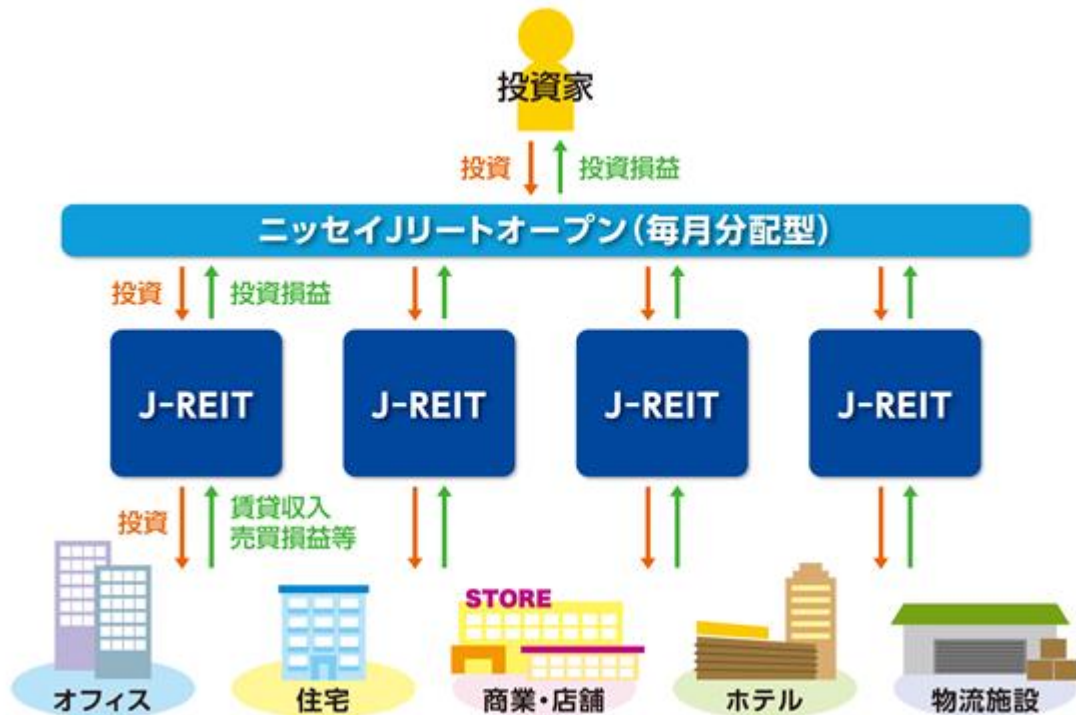 投資家
投資
投資損益
ニッセイJリートオープン(毎月分配型)
投資
投資損益
J-REIT
J-REIT
J-REIT
J-REIT
投資
賃貸収入
売買損益等
STORE
オフィス
住宅
商業・店舗
ホテル
物流施設